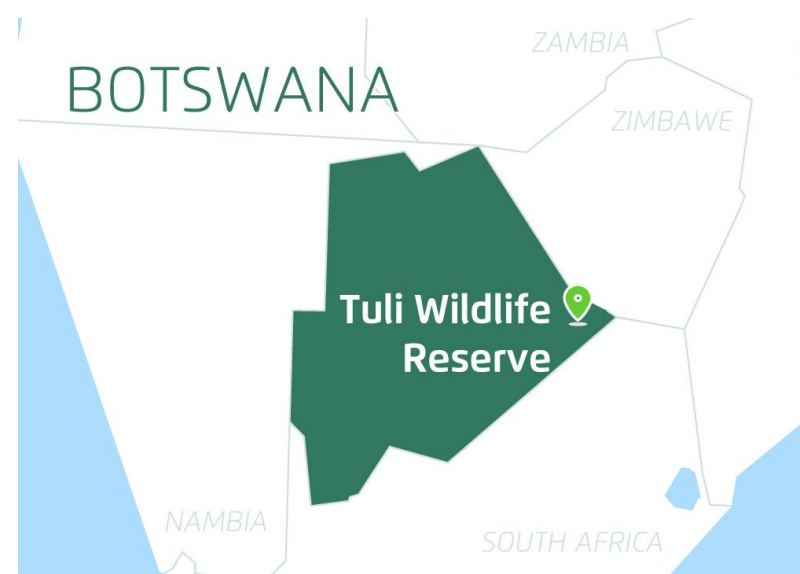 ZAMBIA
BOTSWANA
ZIMBAWE
Tuli Wildlife
Reserve
NAMBIA
SOUTH AFRICA